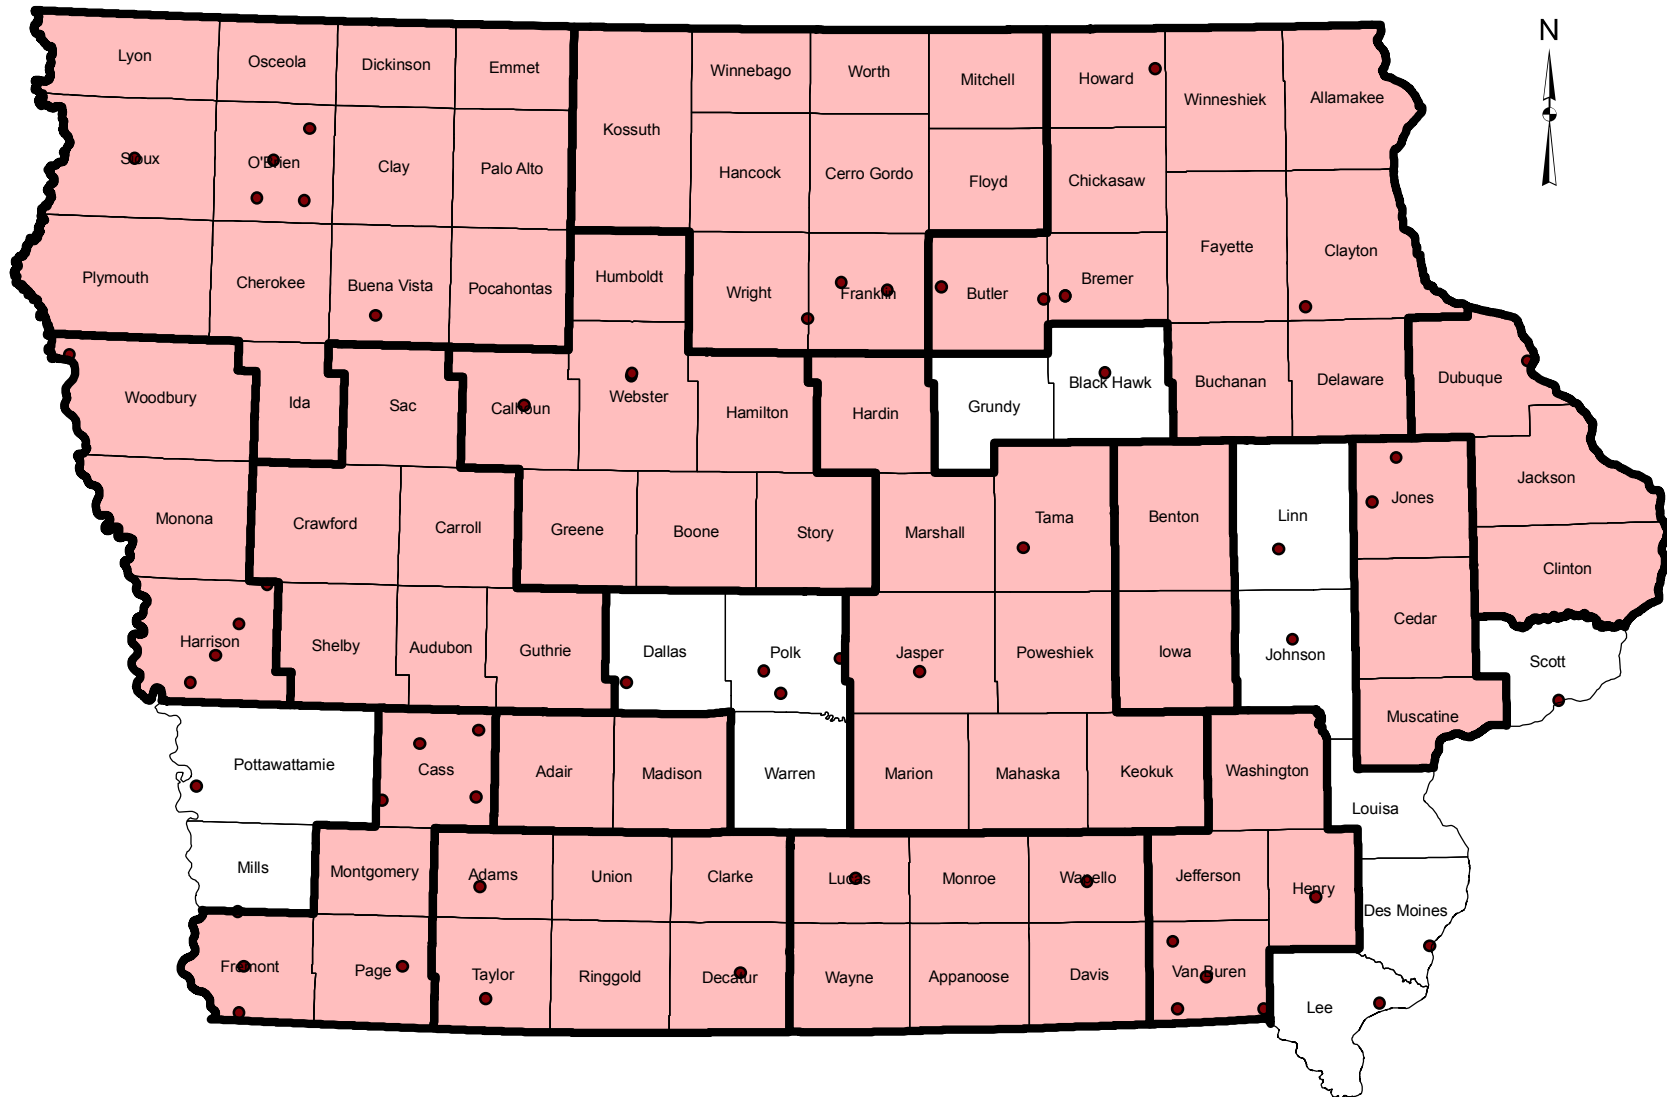 N
Lyon
Osceola
Dickinson
Emmet
Kossuth
Winnebago
Worth
Mitchell
Howard
Winneshiek
Allamakee
Sioux
O'Brien
Clay
Palo Alto
Hancock
Cerro Gordo
Floyd
Chickasaw
Plymouth
Cherokee
Buena Vista
Pocahontas
Humboldt
Wright
Franklin
Butler
Bremer
Fayette
Clayton
Woodbury
Ida
Sac
Calhoun
Webster
Hamilton
Hardin
Grundy
Black Hawk
Buchanan
Delaware
Dubuque
Monona
Crawford
Carroll
Greene
Boone
Story
Marshall
Tama
Benton
Linn
Jones
Jackson
Clinton
Harrison
Shelby
Audubon
Guthrie
Dallas
Polk
Jasper
Poweshiek
Iowa
Johnson
Cedar
Scott
Muscatine
Pottawattamie
Cass
Adair
Madison
Warren
Marion
Mahaska
Keokuk
Washington
Louisa
Mills
Montgomery
Adams
Union
Clarke
Lucas
Monroe
Wapello
Jefferson
Henry
Des Moines
Fremont
Page
Taylor
Ringgold
Decatur
Wayne
Appanoose
Davis
Van Buren
Lee